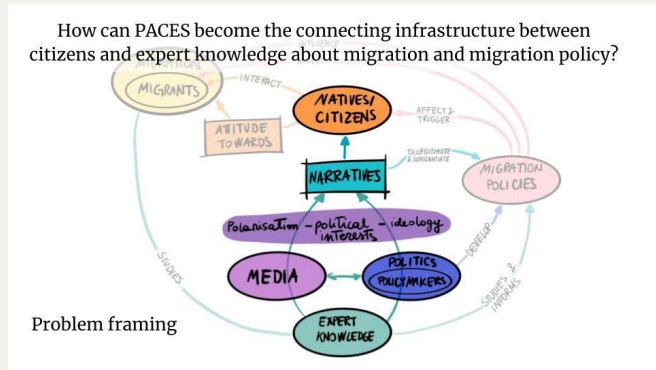 How can PACES become the connecting infrastructure between
citizens and expert knowledge about migration and migration policy?
INFLUENCE
MIGRATION
MIGRANTS
INTERACT
NATIVES/
CITIZENS
AFFECT &
TRIGGER
ATTITUDE
TOWARDS
TO LEGITIMATE
& SUBSTANTIATE
NARRATIVES
MIGRATION
POLICIES
Polarisation - political - ideology
interests
DEVELOP
POLITICS
POLICYMAKERS
MEDIA
STUDIES
STUDIES &
INFORMS
EXPERT
KNOWLEDGE
Problem framing